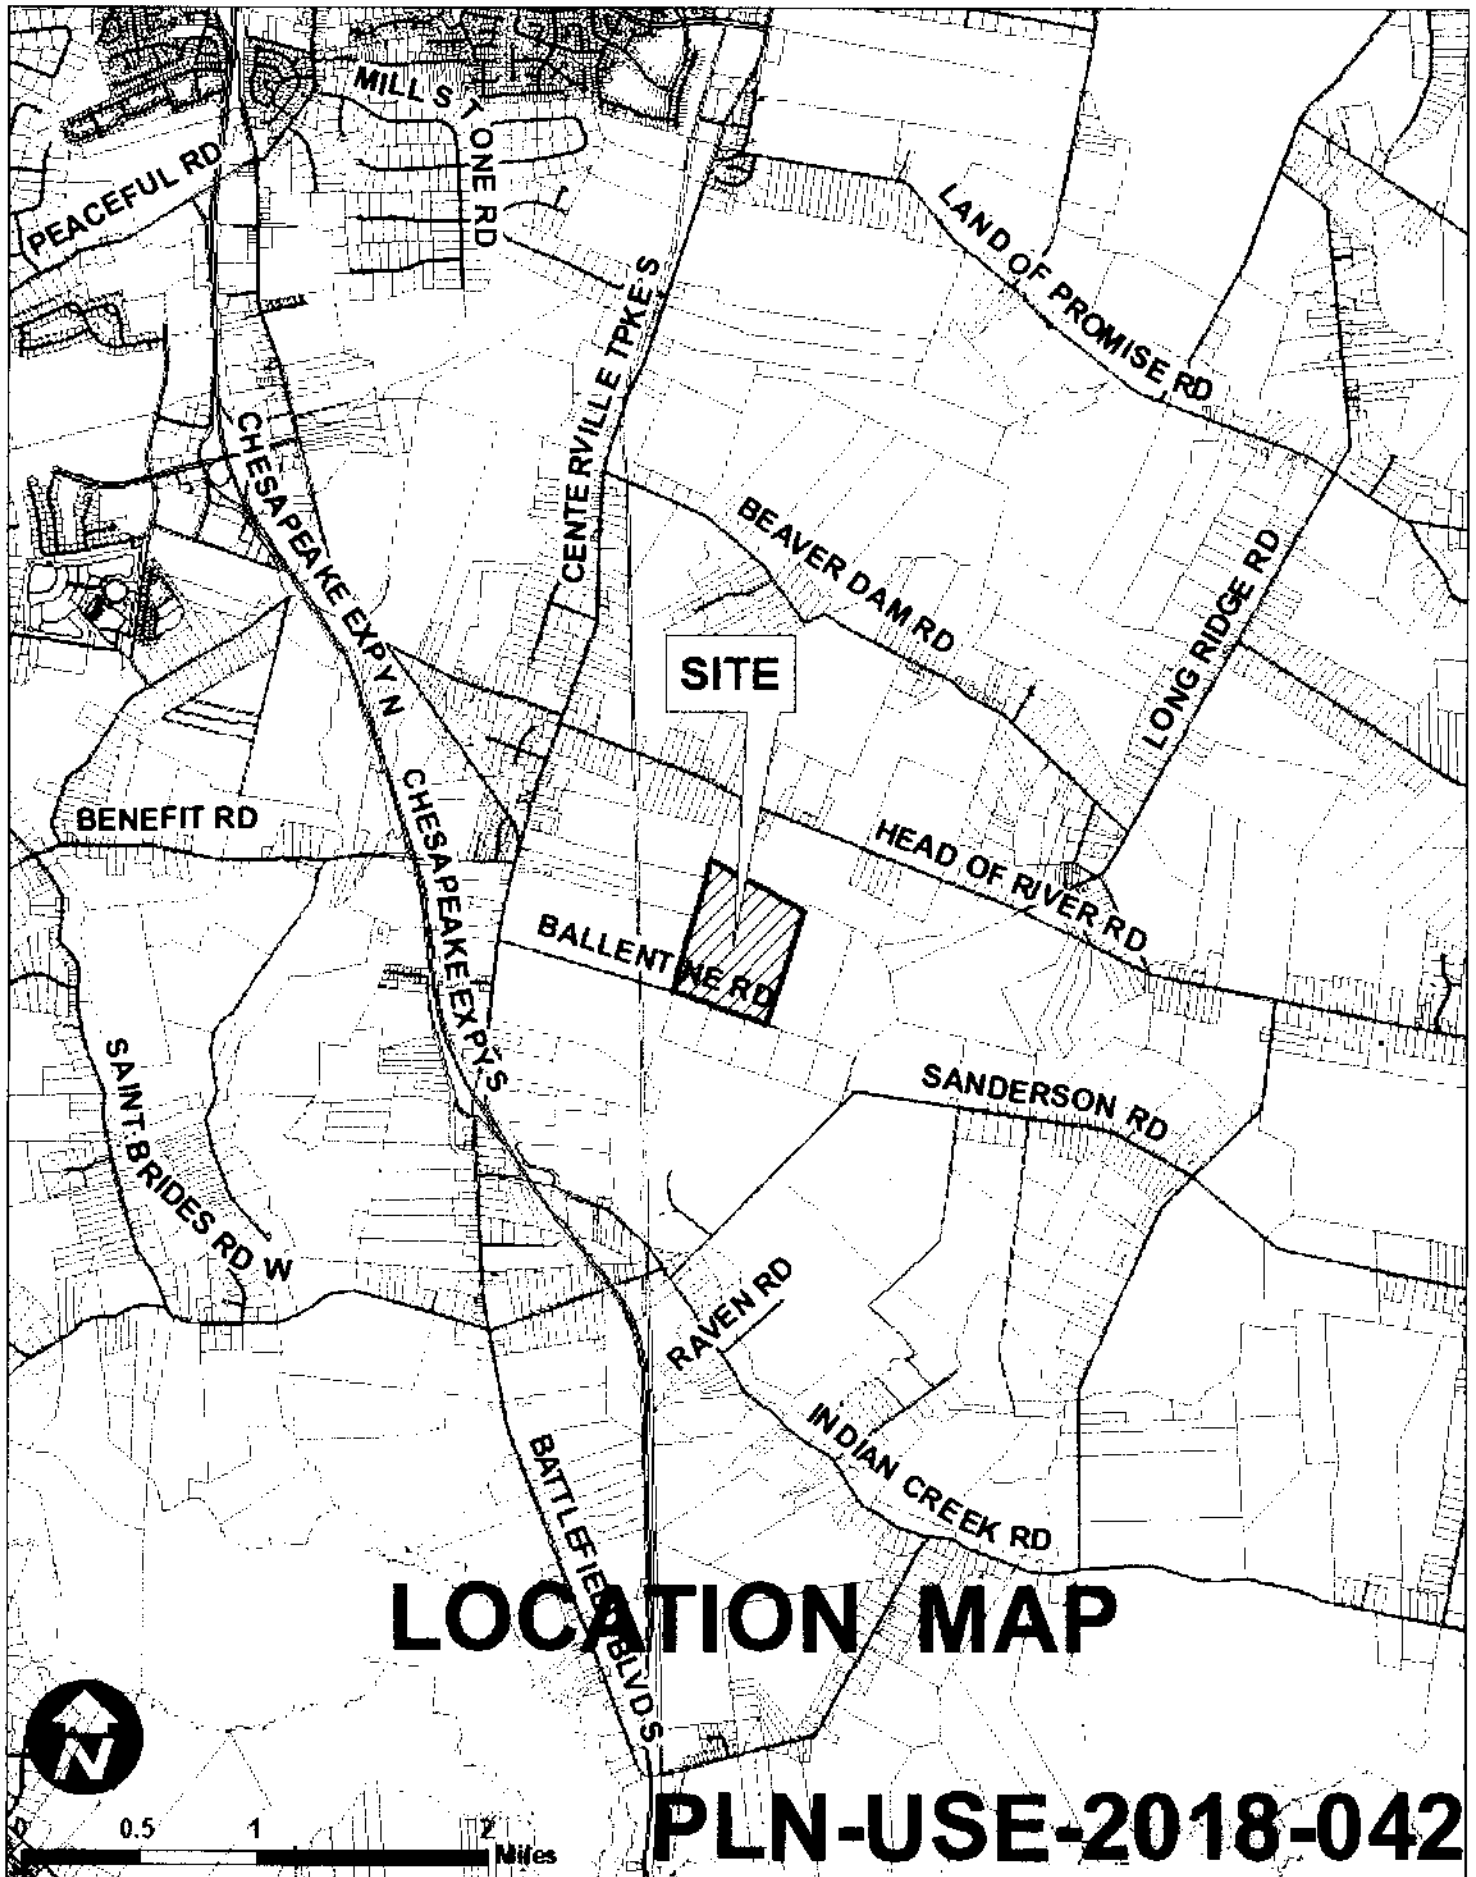 MILLSTONE RD
PEACEFUL RD
LAND OF PROMISE RD
CENTERVILLE TPKE S
CHESAPEAKE EXPY N
BEAVER DAM RD
LONG RIDGE RD
SITE
BENEFIT RD
CHESAPEAKE EXPY S
HEAD OF RIVER RD
BALLENTINE RD
SANDERSON RD
SAINT BRIDES RD W
RAVEN RD
INDIAN CREEK RD
BATTLEFIELD BLVD S
LOCATION MAP
N
0 0.5 1 2
Miles
PLN-USE-2018-042